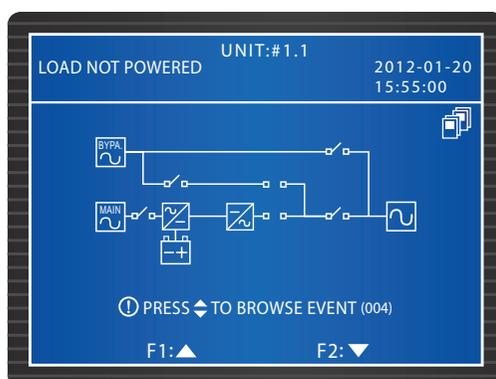 UNIT:#1.1
LOAD NOT POWERED
2012-01-20
15:55:00
BYPA.
MAIN
PRESS TO BROWSE EVENT (004)
F1: F2: